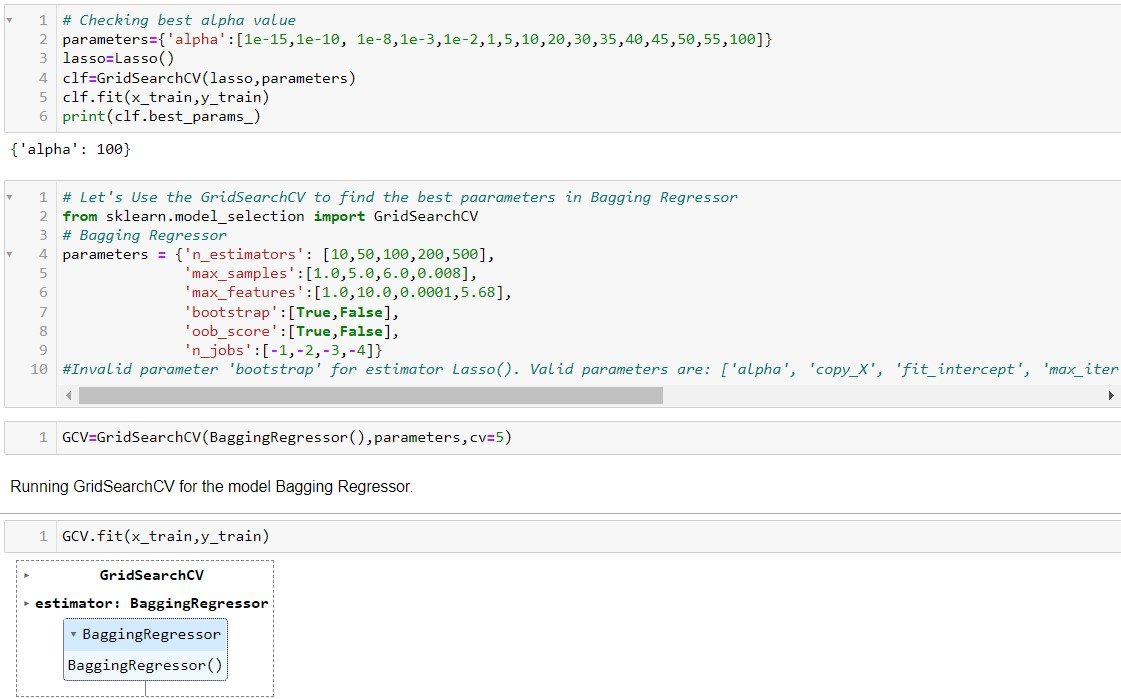 1 # Checking best alpha value
2 parameters={'alpha':[1e-15,1e-10, 1e-8,1e-3,1e-2,1,5,10,20,30,35,40,45,50,55,100]}
3 lasso=Lasso()
4 clf=GridSearchCV(lasso,parameters)
5 clf.fit(x_train,y_train)
6 print(clf.best_params_)
{'alpha': 100}
1 # Let's Use the GridSearchCV to find the best paarameters in Bagging Regressor
2 from sklearn.model_selection import GridSearchCV
3 # Bagging Regressor
4 parameters = {'n_estimators': [10,50,100,200,500],
5 'max_samples':[1.0,5.0,6.0,0.008],
6 'max_features':[1.0,10.0,0.0001,5.68],
7 'bootstrap':[True,False],
8 'oob_score':[True,False],
9 'n_jobs':[-1,-2,-3,-4]}
10 #Invalid parameter 'bootstrap' for estimator Lasso(). Valid parameters are: ['alpha', 'copy_X', 'fit_intercept', 'max_iter
1 GCV=GridSearchCV(BaggingRegressor(),parameters,cv=5)
Running GridSearchCV for the model Bagging Regressor.
1 GCV.fit(x_train,y_train)
GridSearchCV
estimator: BaggingRegressor
BaggingRegressor
BaggingRegressor()